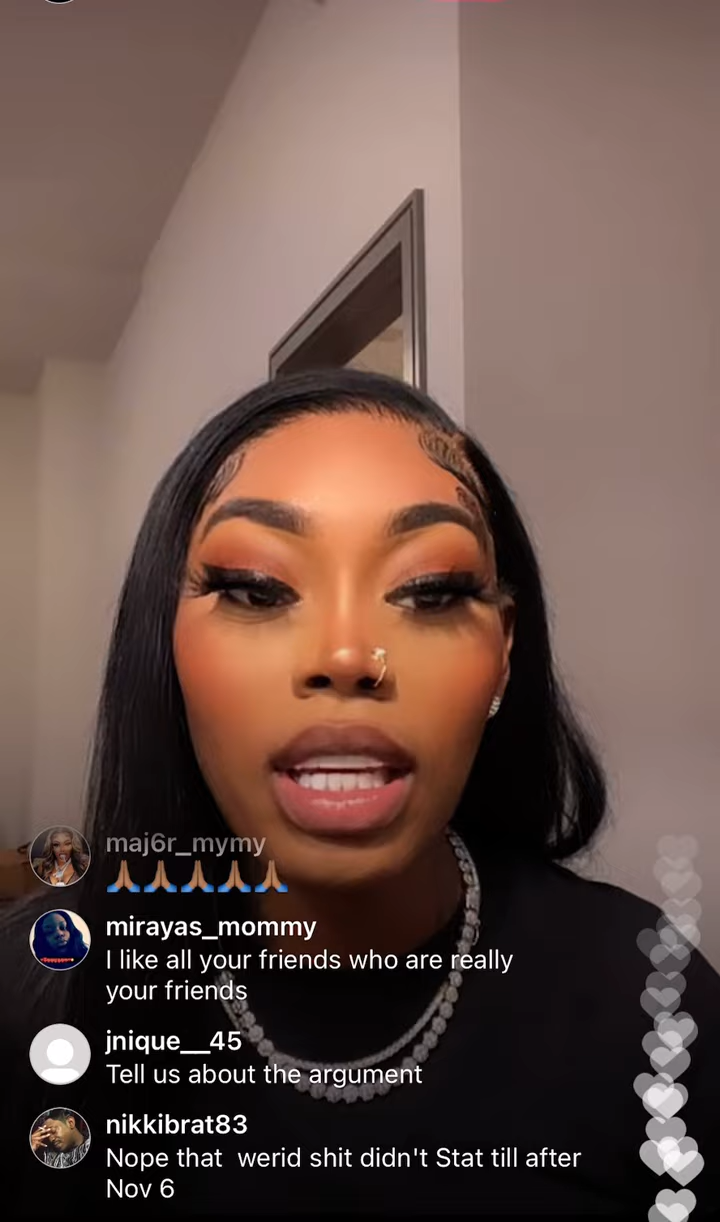 maj6r_mymy
🙏🏽🙏🏽🙏🏽🙏🏽🙏🏽
mirayas_mommy
I like all your friends who are really
your friends
jnique__45
Tell us about the argument
nikkibrat83
Nope that  werid shit didn't Stat till after
Nov 6